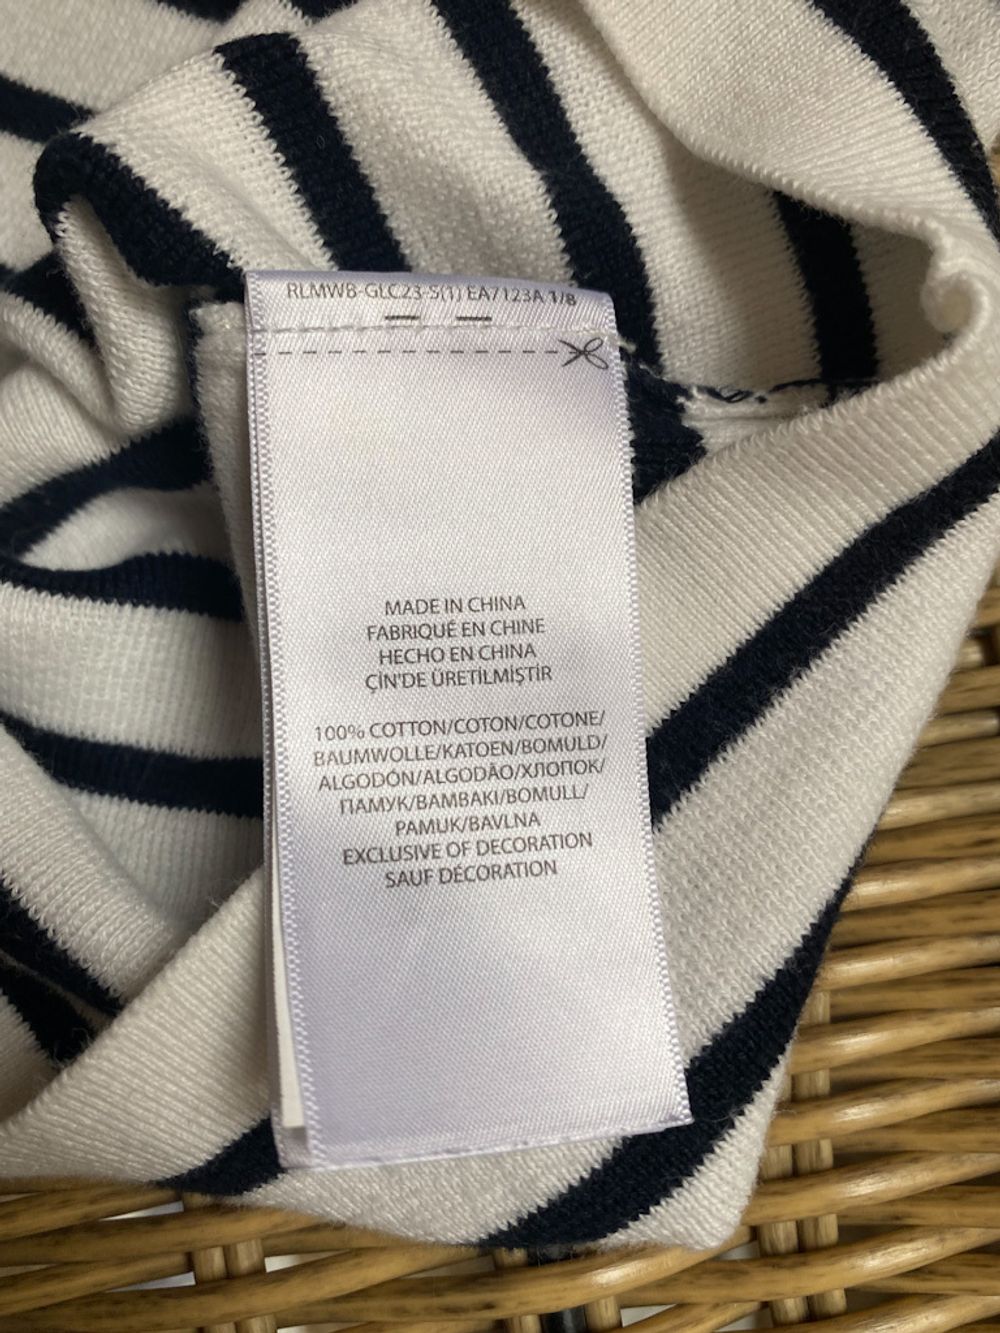 RLMWB-GLC23-5(1) EA7123A 1/8
MADE IN CHINA
FABRIQUÉ EN CHINE
HECHO EN CHINA
ÇİN'DE ÜRETİLMİŞTİR
100% COTTON/COTON/COTONE/
BAUMWOLLE/KATOEN/BOMULD/
ALGODÓN/ALGODÃO/ХЛОПОК/
ПАМУК/BAMBAKI/BOMULL/
PAMUK/BAVLNA
EXCLUSIVE OF DECORATION
SAUF DÉCORATION